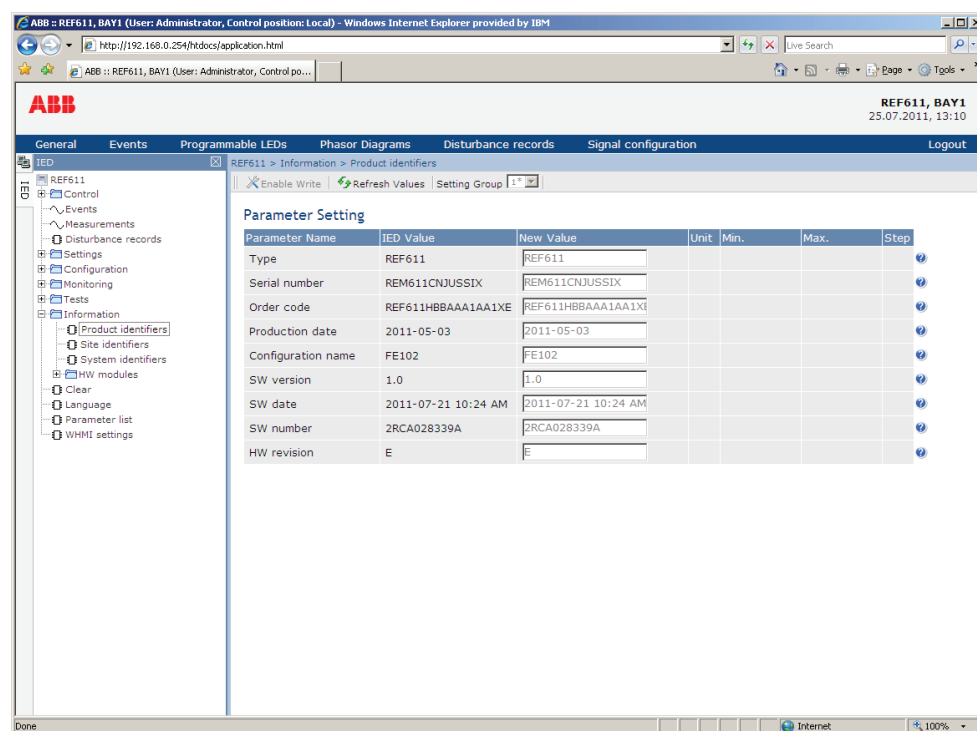 ABB :: REF611, BAY1 (User: Administrator, Control position: Local) - Windows Internet Explorer provided by IBM
http://192.168.0.254/htdocs/application.html
Live Search
ABB :: REF611, BAY1 (User: Administrator, Control po...
Page Tools
ABB
REF611, BAY1
25.07.2011, 13:10
General Events Programmable LEDs Phasor Diagrams Disturbance records Signal configuration Logout
IED
IED
REF611
Control
Events
Measurements
Disturbance records
Settings
Configuration
Monitoring
Tests
Information
Product identifiers
Site identifiers
System identifiers
HW modules
Clear
Language
Parameter list
WHMI settings
REF611 > Information > Product identifiers
Enable Write Refresh Values Setting Group 1*
Parameter Setting
Parameter Name IED Value New Value Unit Min. Max. Step
Type REF611 REF611
Serial number REM611CNJUSSIX REM611CNJUSSIX
Order code REF611HBBAAA1AA1XE REF611HBBAAA1AA1XE
Production date 2011-05-03 2011-05-03
Configuration name FE102 FE102
SW version 1.0 1.0
SW date 2011-07-21 10:24 AM 2011-07-21 10:24 AM
SW number 2RCA028339A 2RCA028339A
HW revision E E
Done Internet 100%